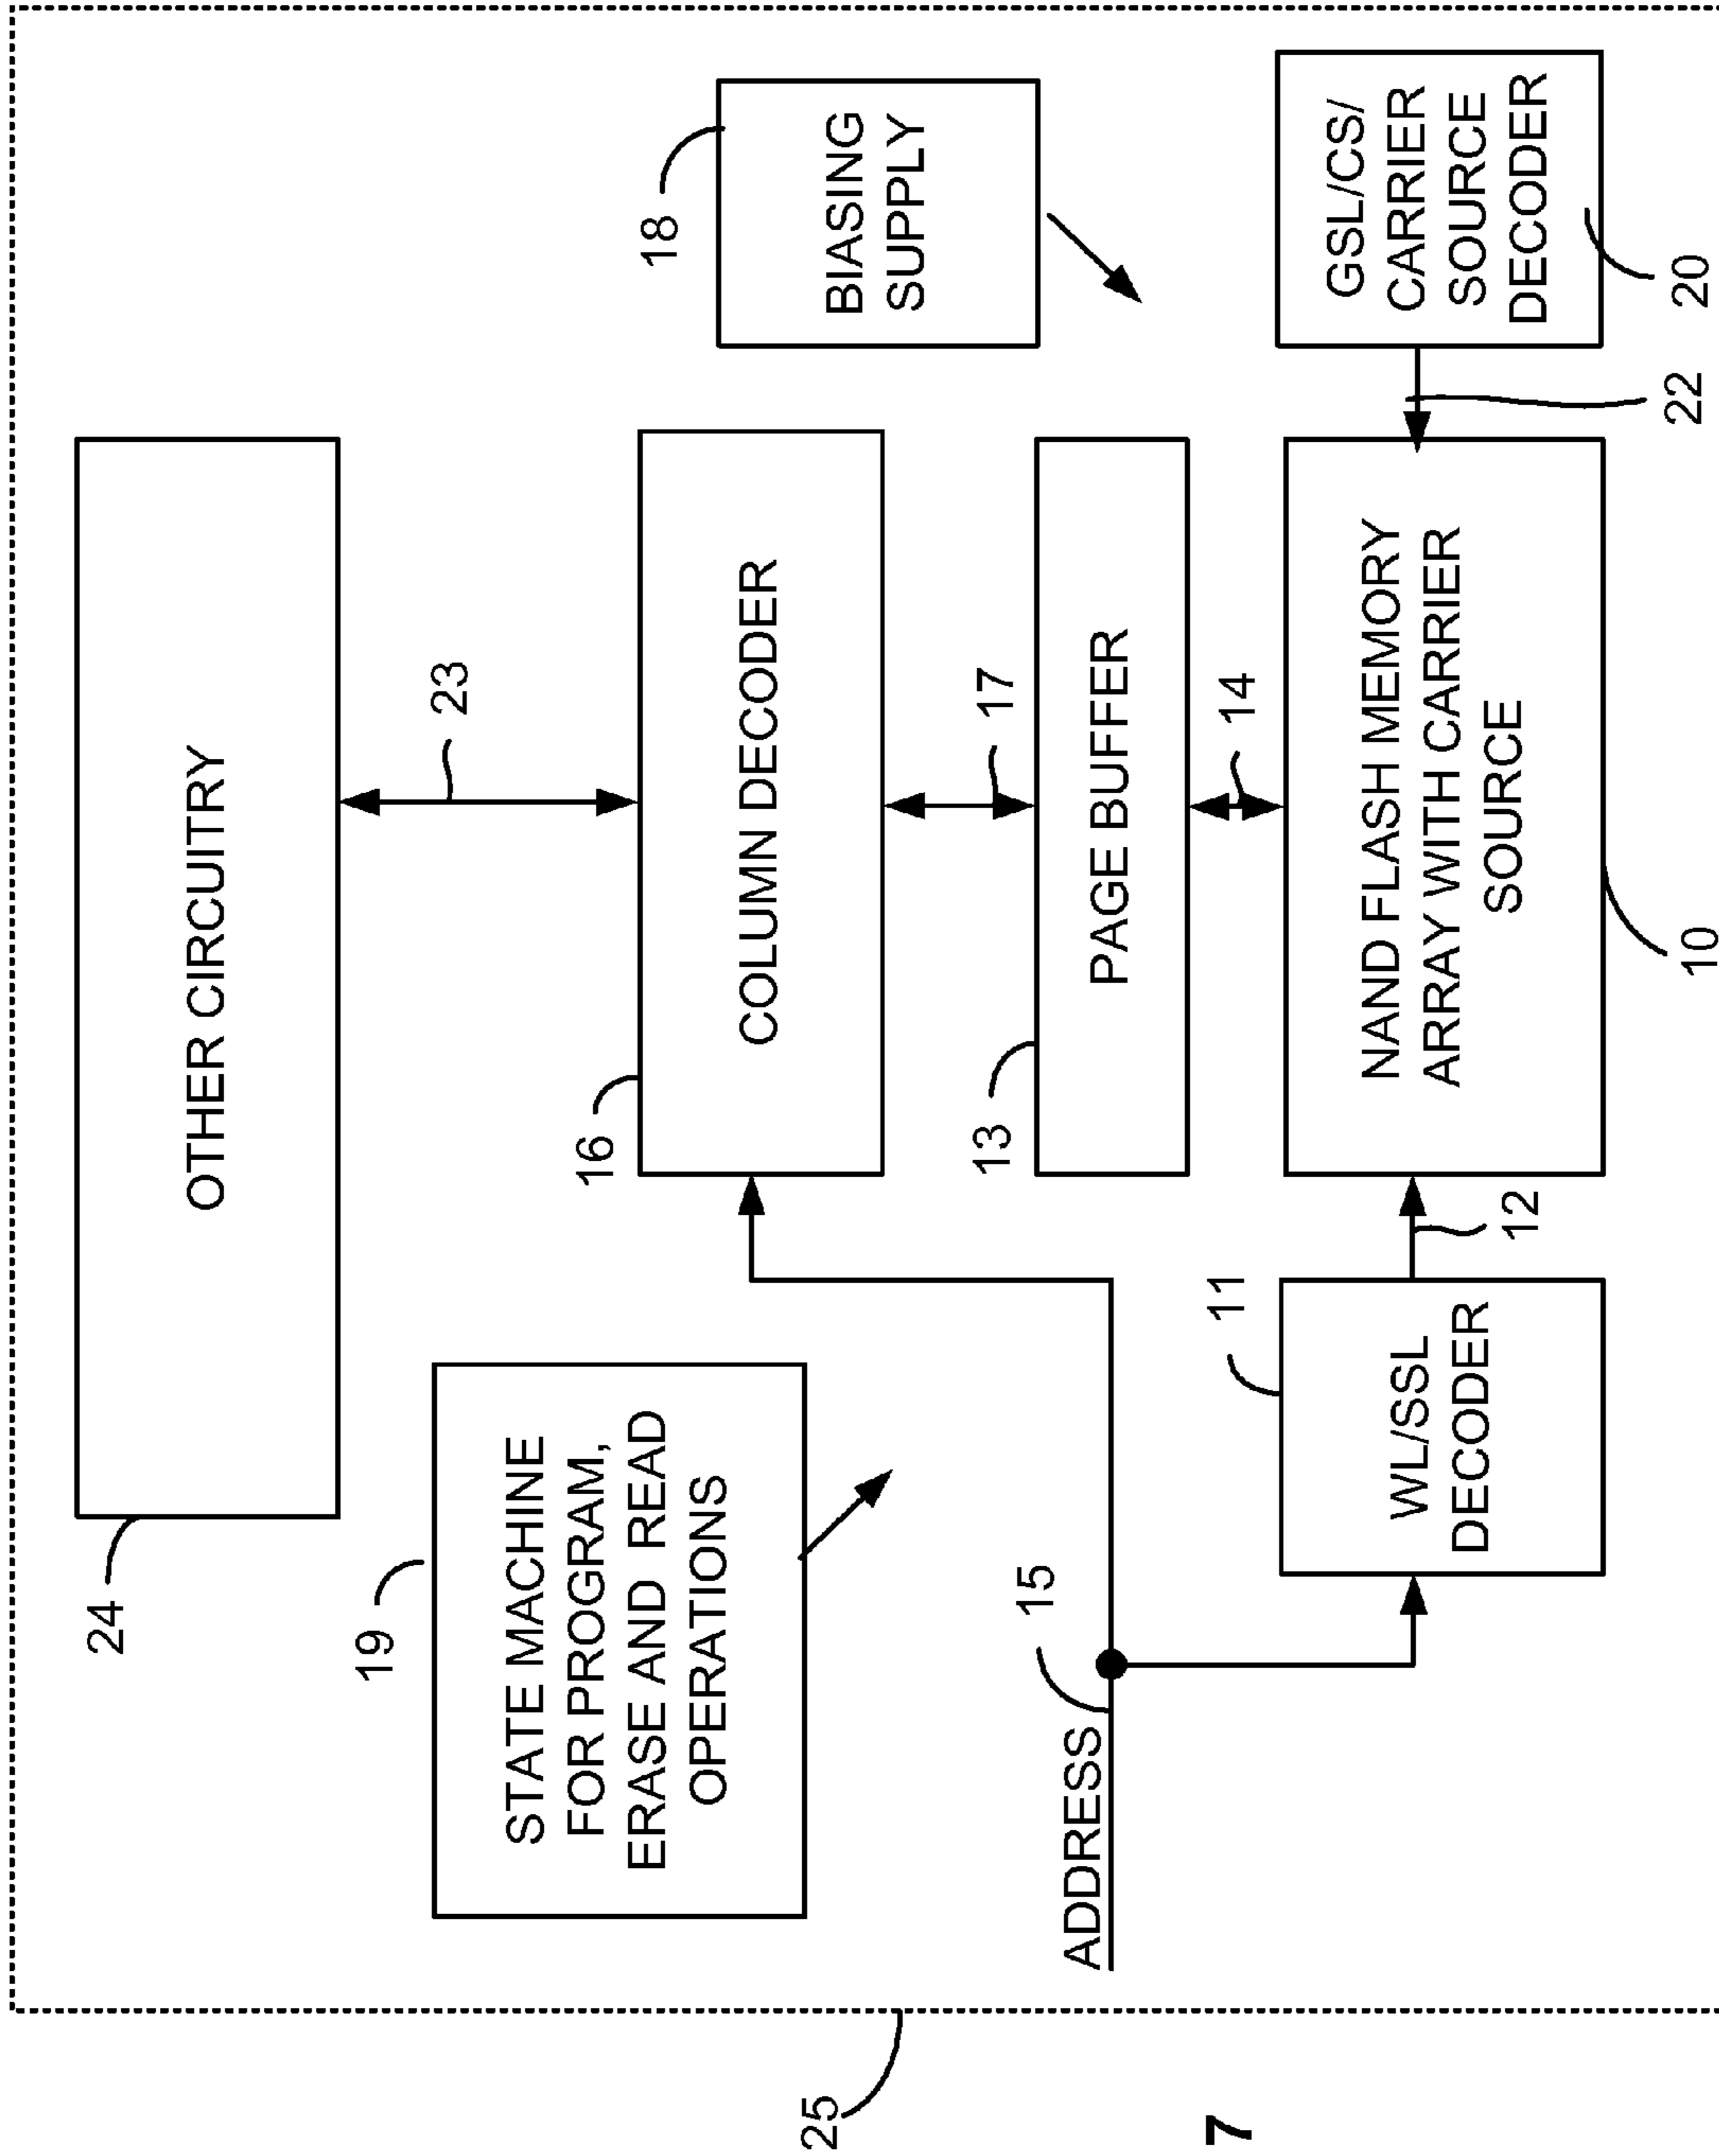 OTHER CIRCUITRY
24
23
19
STATE MACHINE
FOR PROGRAM,
ERASE AND READ
OPERATIONS
16
COLUMN DECODER
18
BIASING
SUPPLY
25
17
13
PAGE BUFFER
15
ADDRESS
14
11
WL/SSL
DECODER
12
NAND FLASH MEMORY
ARRAY WITH CARRIER
SOURCE
10
GSL/CS/
CARRIER
SOURCE
DECODER
22
20
7